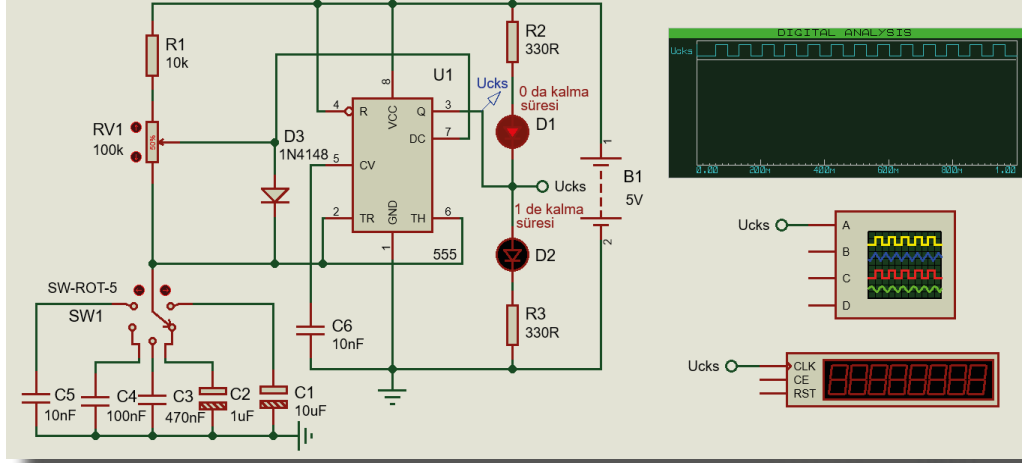 R1
10k
RV1
100k
50%
D3
1N4148
U1
8
VCC
4
R
Q
3
DC
7
5
CV
2
TR
GND
TH
6
1
555
Ucks
R2
330R
0 da kalma
süresi
D1
Ucks
1 de kalma
süresi
D2
R3
330R
1
B1
5V
2
SW-ROT-5
SW1
C6
10nF
C5
10nF
C4
100nF
C3
470nF
C2
1uF
C1
10uF
DIGITAL ANALYSIS
Ucks
0.00 200m 400m 600m 800m 1.00
Ucks
A
B
C
D
Ucks
CLK
CE
RST